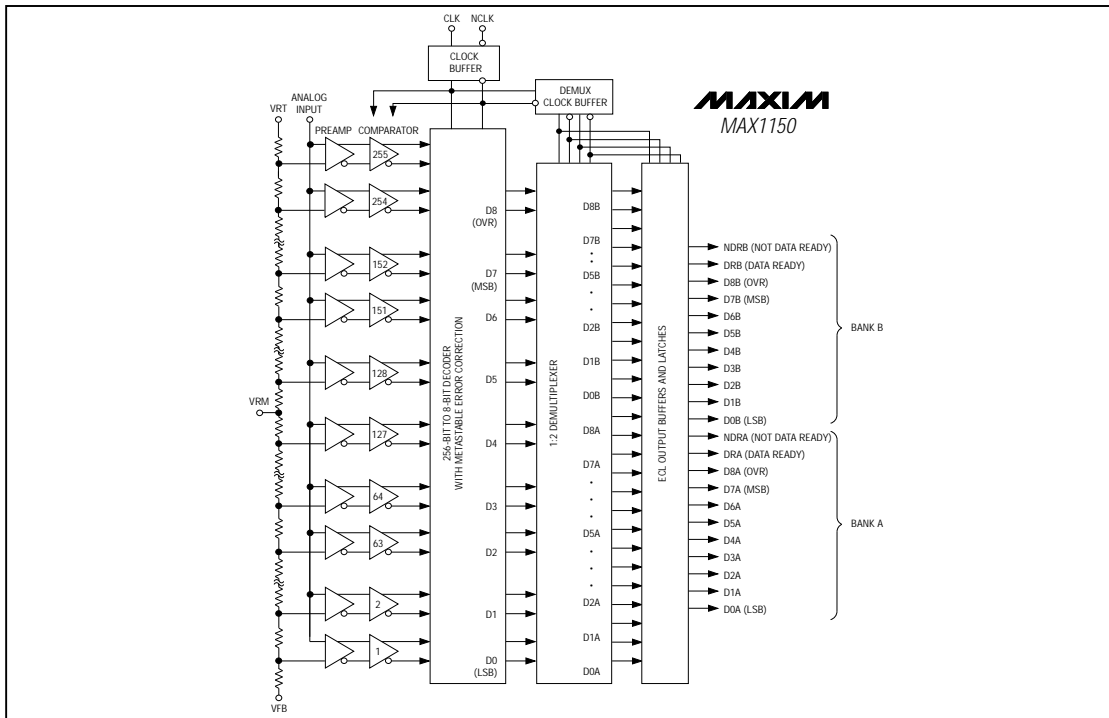 CLK
NCLK
CLOCK
BUFFER
DEMUX
CLOCK BUFFER
MAXIM
MAX1150
VRT
ANALOG
INPUT
PREAMP
COMPARATOR
255
254
152
151
128
127
64
63
2
1
VRM
VFB
256-BIT TO 8-BIT DECODER
WITH METASTABLE ERROR CORRECTION
D8
(OVR)
D7
(MSB)
D6
D5
D4
D3
D2
D1
D0
(LSB)
1:2 DEMULTIPLEXER
D8B
D7B
D5B
D2B
D1B
D0B
D8A
D7A
D5A
D2A
D1A
D0A
ECL OUTPUT BUFFERS AND LATCHES
NDRB (NOT DATA READY)
DRB (DATA READY)
D8B (OVR)
D7B (MSB)
D6B
D5B
D4B
D3B
D2B
D1B
D0B (LSB)
BANK B
NDRA (NOT DATA READY)
DRA (DATA READY)
D8A (OVR)
D7A (MSB)
D6A
D5A
D4A
D3A
D2A
D1A
D0A (LSB)
BANK A